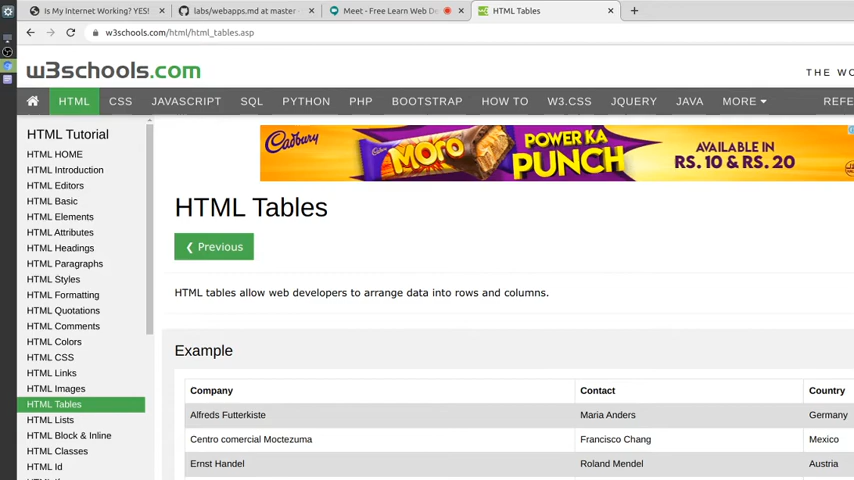 Is My Internet Working? YES!
labs/webapps.md at master
Meet - Free Learn Web D
HTML Tables
w3schools.com/html/html_tables.asp
w3schools.com
THE WO
HTML CSS JAVASCRIPT SQL PYTHON PHP BOOTSTRAP HOW TO W3.CSS JQUERY JAVA MORE REFE
HTML Tutorial
HTML HOME
HTML Introduction
HTML Editors
HTML Basic
HTML Elements
HTML Attributes
HTML Headings
HTML Paragraphs
HTML Styles
HTML Formatting
HTML Quotations
HTML Comments
HTML Colors
HTML CSS
HTML Links
HTML Images
HTML Tables
HTML Lists
HTML Block & Inline
HTML Classes
HTML Id
Cadbury
MORO
POWER KA
PUNCH
AVAILABLE IN
RS. 10 & RS. 20
HTML Tables
❮ Previous
HTML tables allow web developers to arrange data into rows and columns.
Example
Company Contact Country
Alfreds Futterkiste Maria Anders Germany
Centro comercial Moctezuma Francisco Chang Mexico
Ernst Handel Roland Mendel Austria